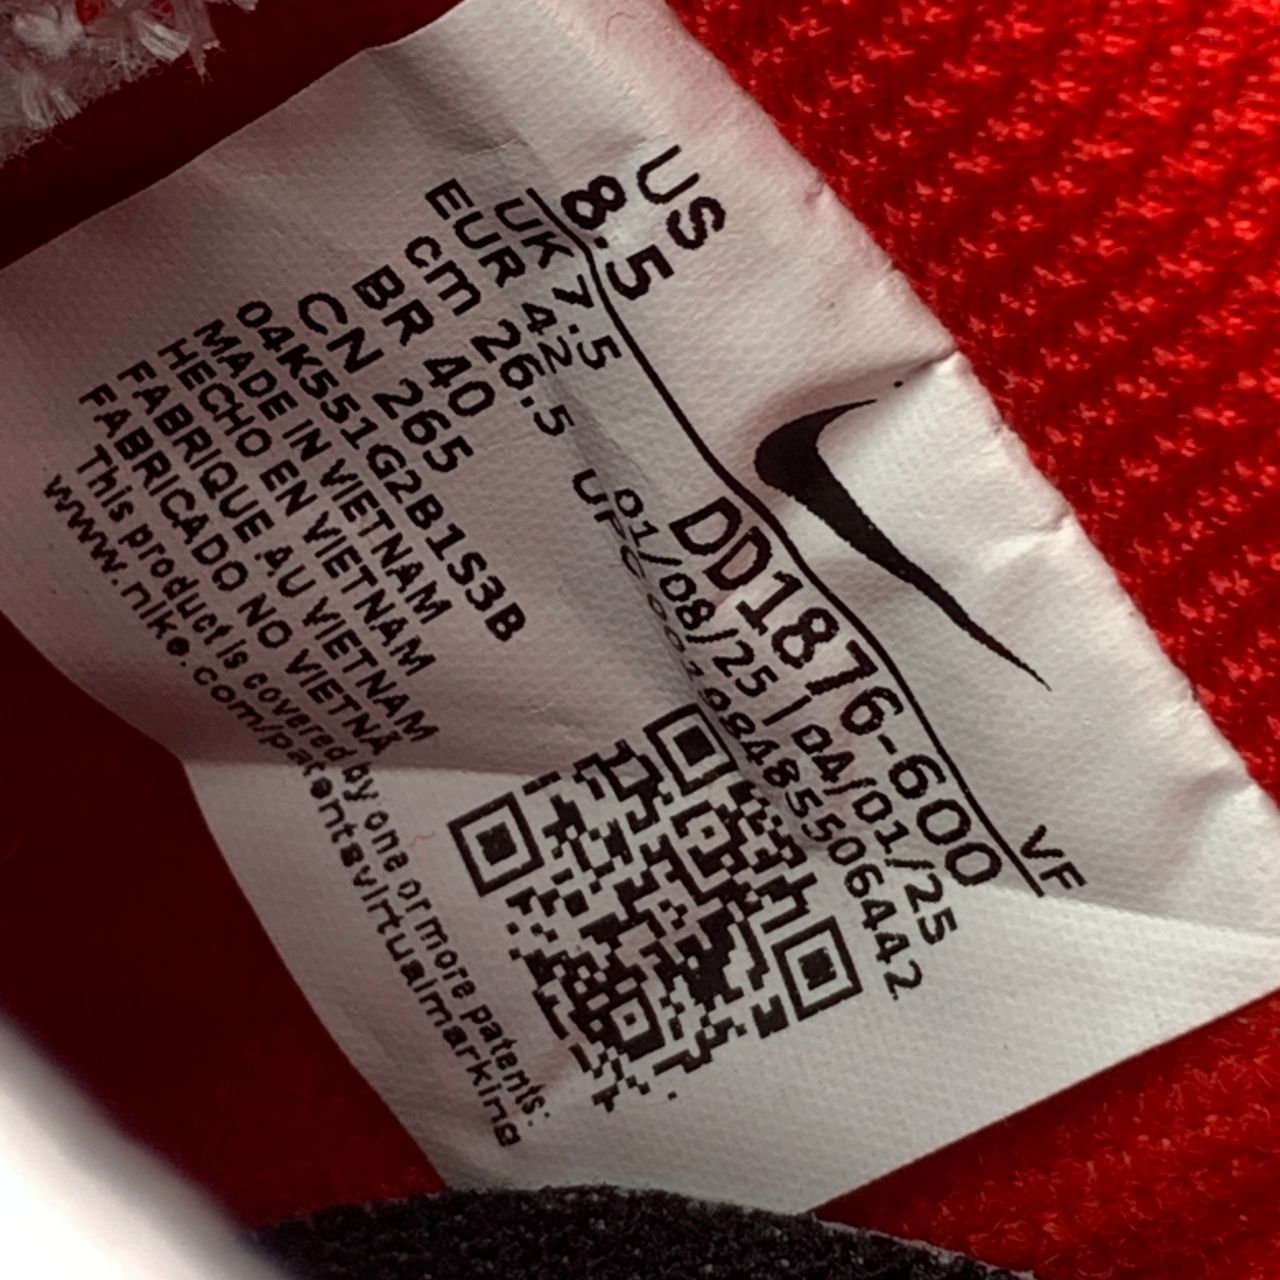 US
8.5
VF
UK 7.5
EUR 42
cm 26.5
BR 40
CN 265
DD1876-600
01/08/25 | 04/01/25
UPC 00198485506442
04K551G2B1S3B
MADE IN VIETNAM
HECHO EN VIETNAM
FABRIQUE AU VIETNAM
FABRICADO NO VIETNÃ
This product is covered by one or more patents:
www.nike.com/patentsvirtualmarking